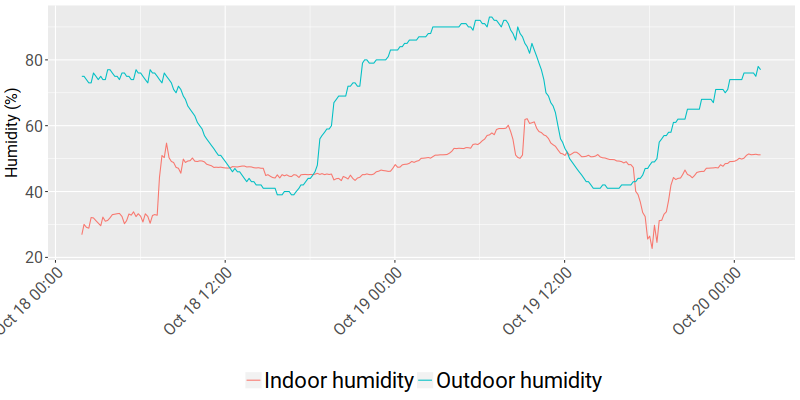 Humidity (%)
80
60
40
20
Oct 18 00:00
Oct 18 12:00
Oct 19 00:00
Oct 19 12:00
Oct 20 00:00
Indoor humidity Outdoor humidity